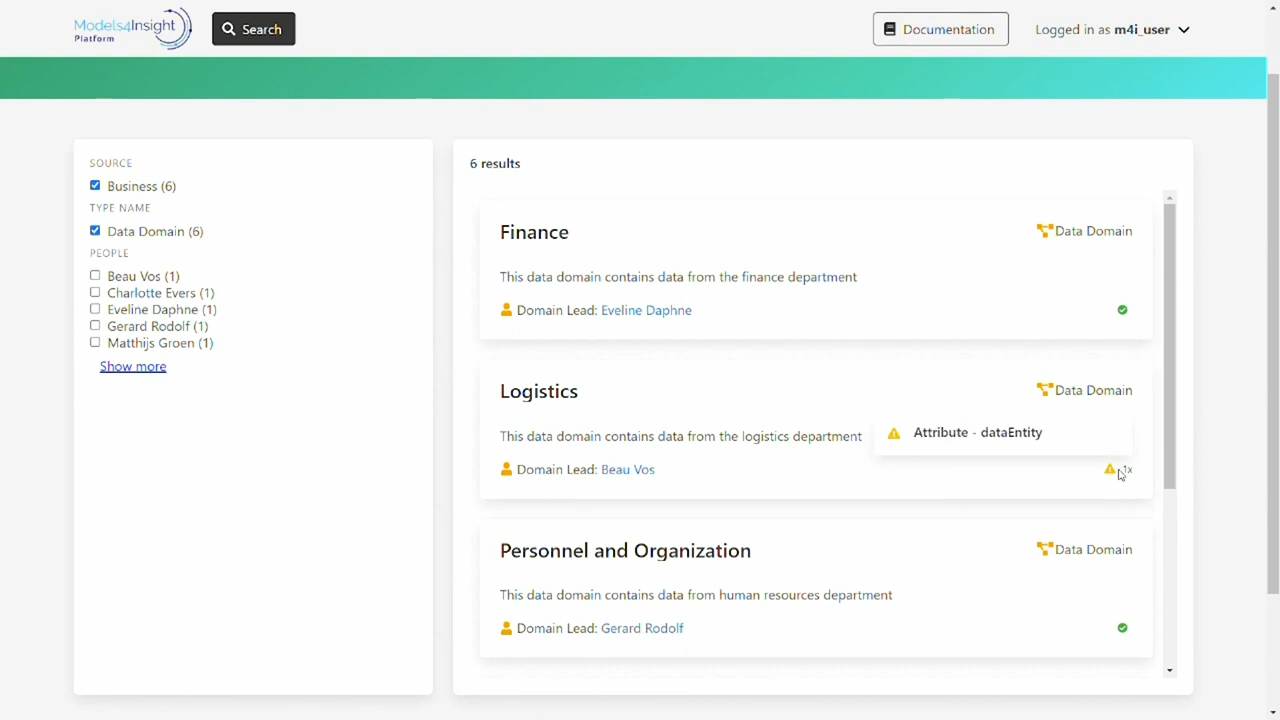 Models4Insight
Platform
Search
Documentation
Logged in as m4i_user
SOURCE
Business (6)
TYPE NAME
Data Domain (6)
PEOPLE
Beau Vos (1)
Charlotte Evers (1)
Eveline Daphne (1)
Gerard Rodolf (1)
Matthijs Groen (1)
Show more
6 results
Finance
Data Domain
This data domain contains data from the finance department
Domain Lead: Eveline Daphne
Logistics
Data Domain
This data domain contains data from the logistics department
Attribute - dataEntity
Domain Lead: Beau Vos
1x
Personnel and Organization
Data Domain
This data domain contains data from human resources department
Domain Lead: Gerard Rodolf